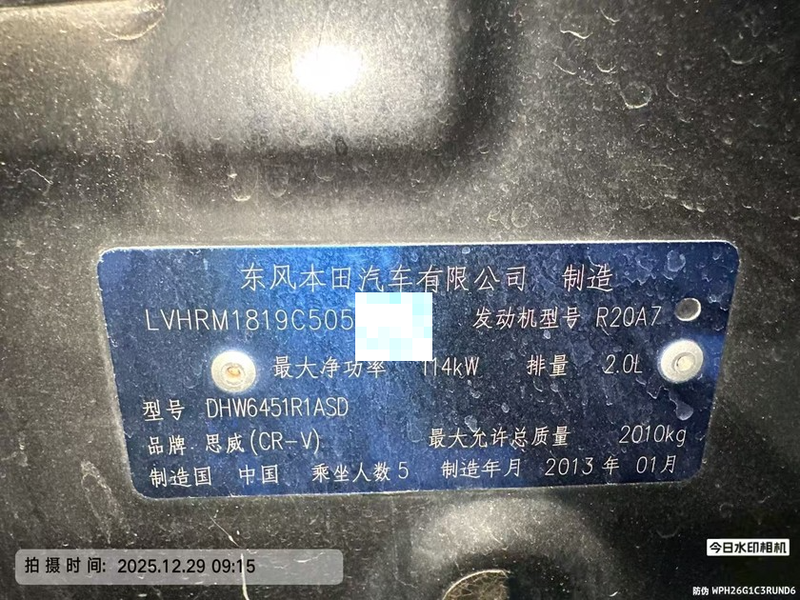 东风本田汽车有限公司 制造
LVHRM1819C505 发动机型号 R20A7
最大净功率 114kW 排量 2.0L
型号 DHW6451R1ASD
品牌 思威(CR-V) 最大允许总质量 2010kg
制造国 中国 乘坐人数 5 制造年月 2013年 01月
今日水印相机
拍摄时间: 2025.12.29 09:15
防伪 WPH26G1C3RUND6